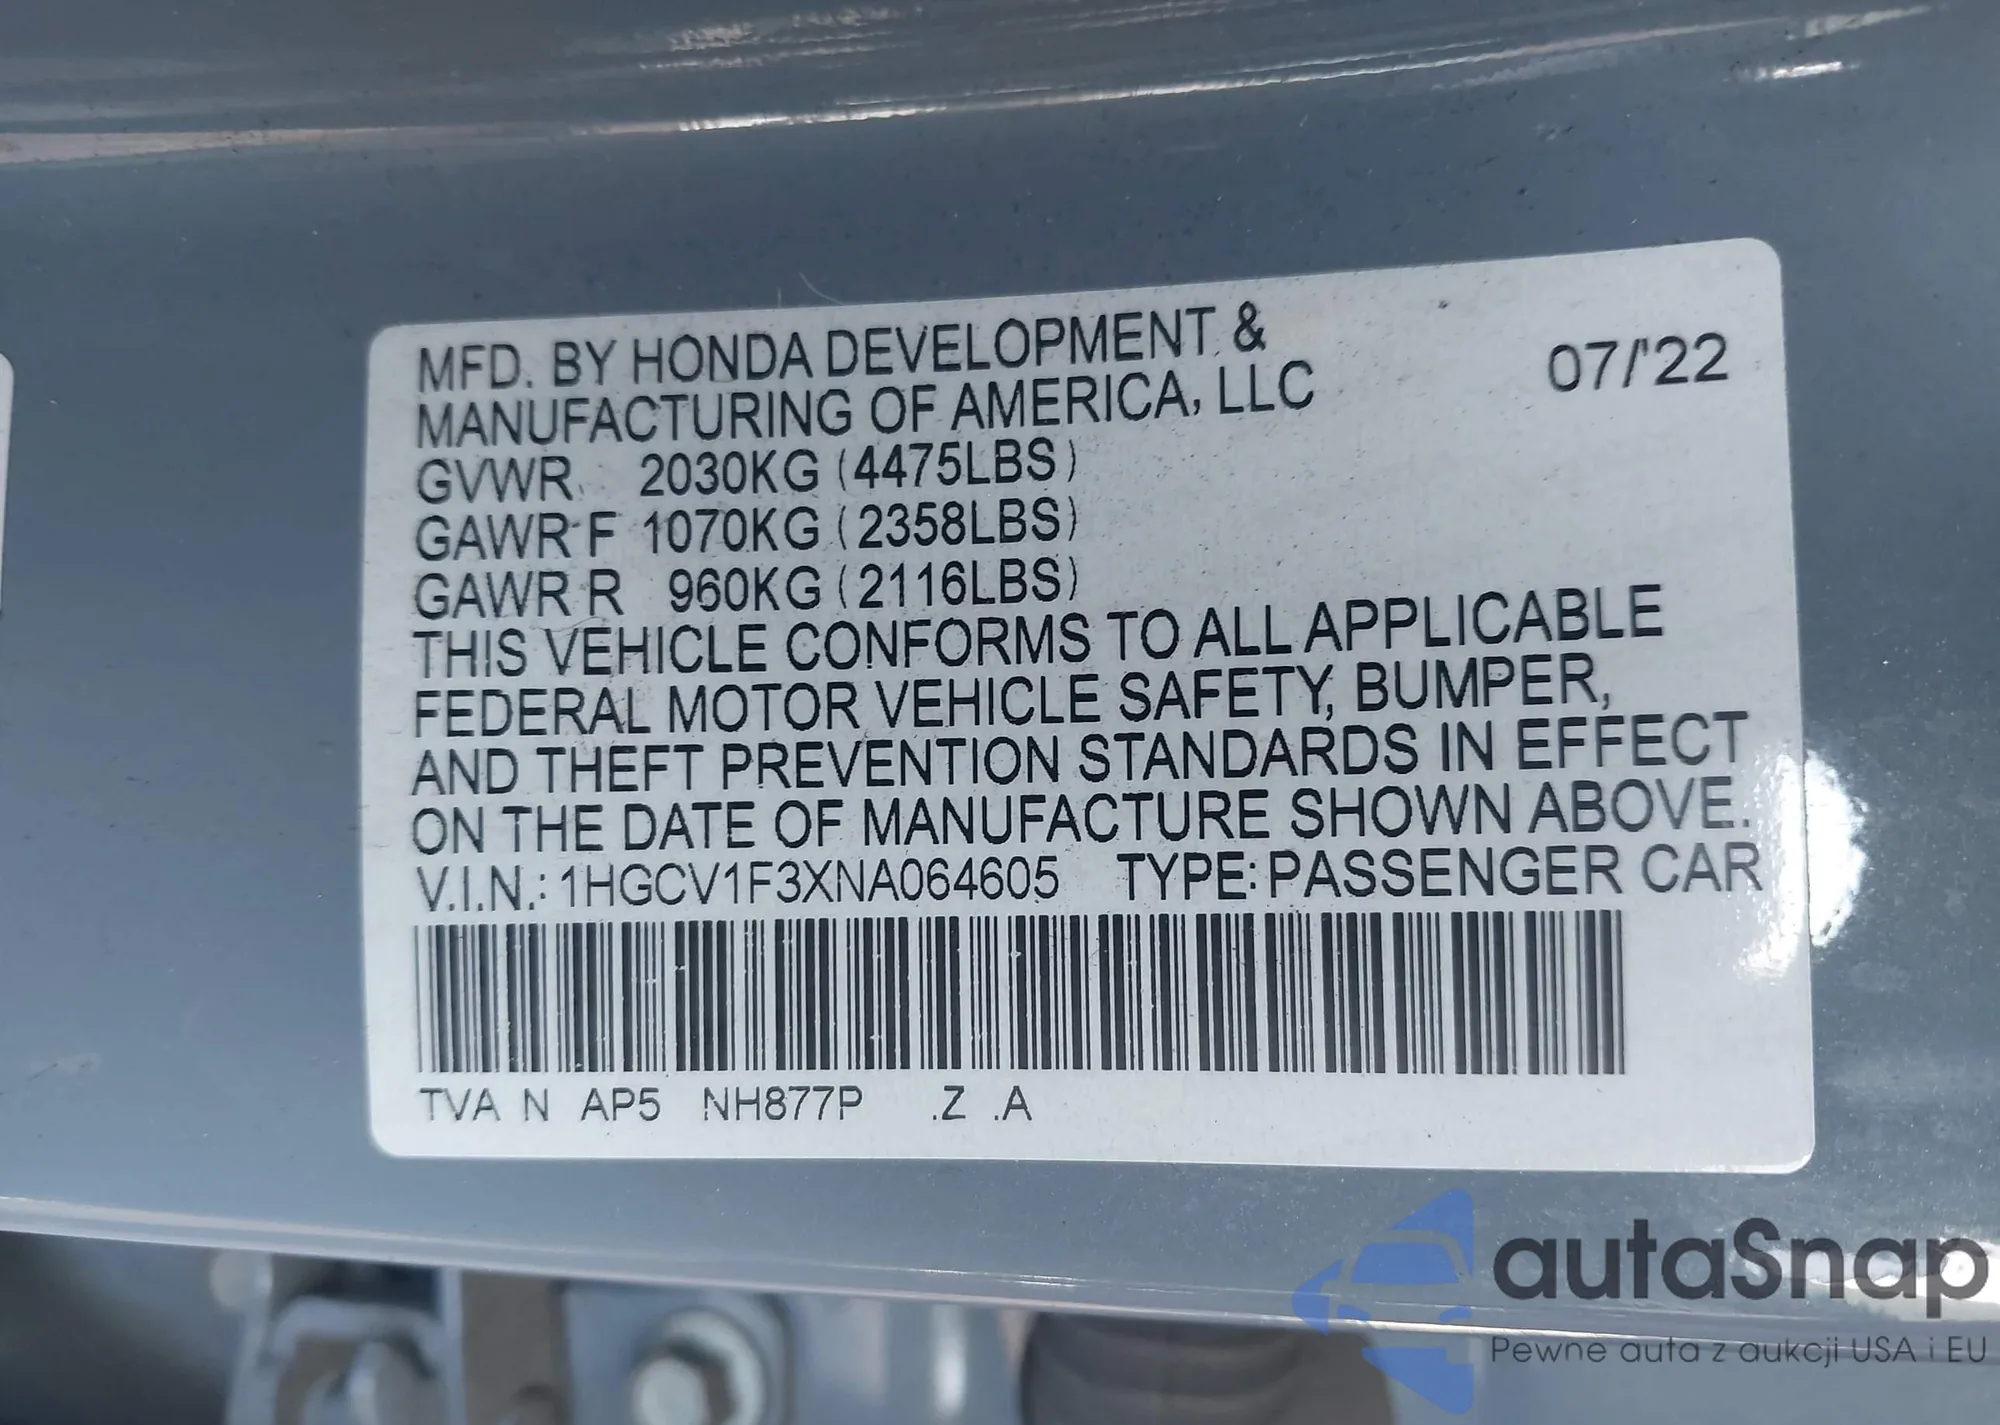 MFD. BY HONDA DEVELOPMENT &
MANUFACTURING OF AMERICA, LLC
07/'22
GVWR 2030KG (4475LBS)
GAWR F 1070KG (2358LBS)
GAWR R 960KG (2116LBS)
THIS VEHICLE CONFORMS TO ALL APPLICABLE
FEDERAL MOTOR VEHICLE SAFETY, BUMPER,
AND THEFT PREVENTION STANDARDS IN EFFECT
ON THE DATE OF MANUFACTURE SHOWN ABOVE.
V.I.N.: 1HGCV1F3XNA064605 TYPE: PASSENGER CAR
TVA N AP5 NH877P .Z .A
autaSnap
Pewne auta z aukcji USA i EU